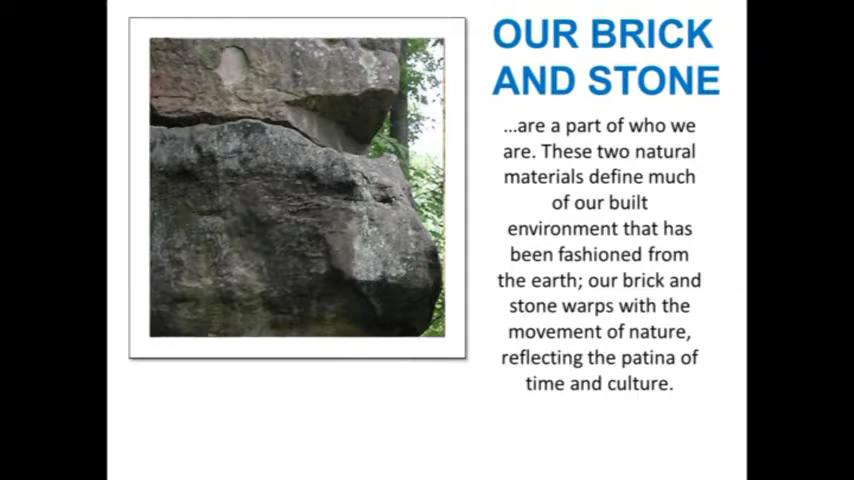 OUR BRICK
AND STONE
...are a part of who we
are. These two natural
materials define much
of our built
environment that has
been fashioned from
the earth; our brick and
stone warps with the
movement of nature,
reflecting the patina of
time and culture.